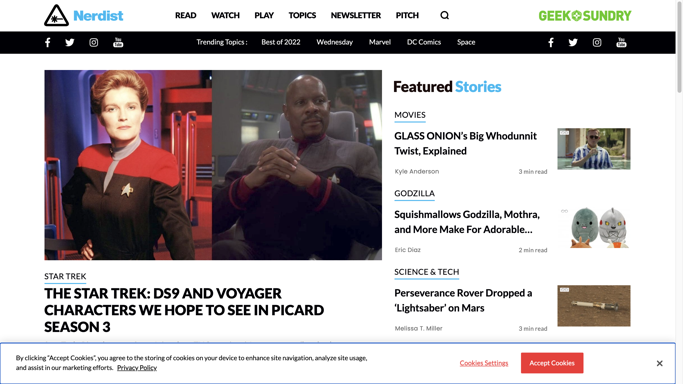 Nerdist
READ WATCH PLAY TOPICS NEWSLETTER PITCH
GEEK SUNDRY
You Tube
Trending Topics : Best of 2022 Wednesday Marvel DC Comics Space
You Tube
Featured Stories
MOVIES
GLASS ONION's Big Whodunnit
Twist, Explained
Kyle Anderson 3 min read
GODZILLA
Squishmallows Godzilla, Mothra,
and More Make For Adorable...
Eric Diaz 2 min read
SCIENCE & TECH
Perseverance Rover Dropped a
‘Lightsaber’ on Mars
Melissa T. Miller 3 min read
STAR TREK
THE STAR TREK: DS9 AND VOYAGER
CHARACTERS WE HOPE TO SEE IN PICARD
SEASON 3
By clicking “Accept Cookies”, you agree to the storing of cookies on your device to enhance site navigation, analyze site usage,
and assist in our marketing efforts. Privacy Policy
Cookies Settings
Accept Cookies